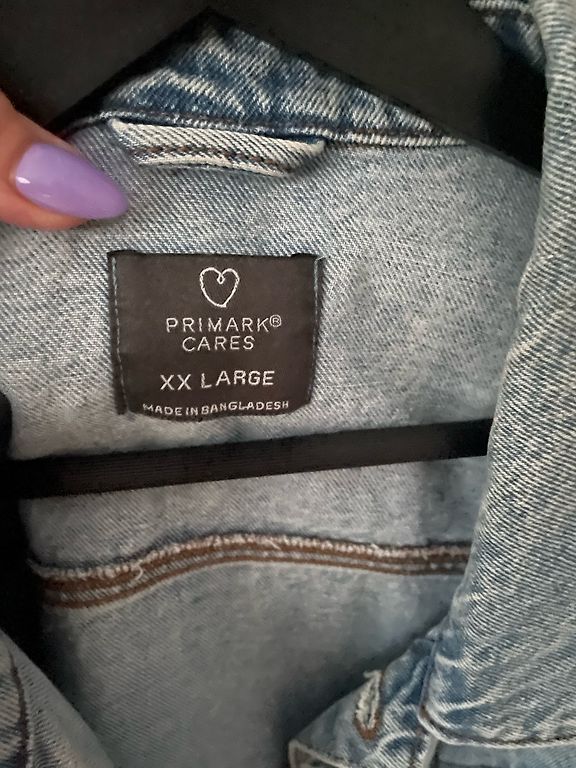 PRIMARK®
CARES
XX LARGE
MADE IN BANGLADESH